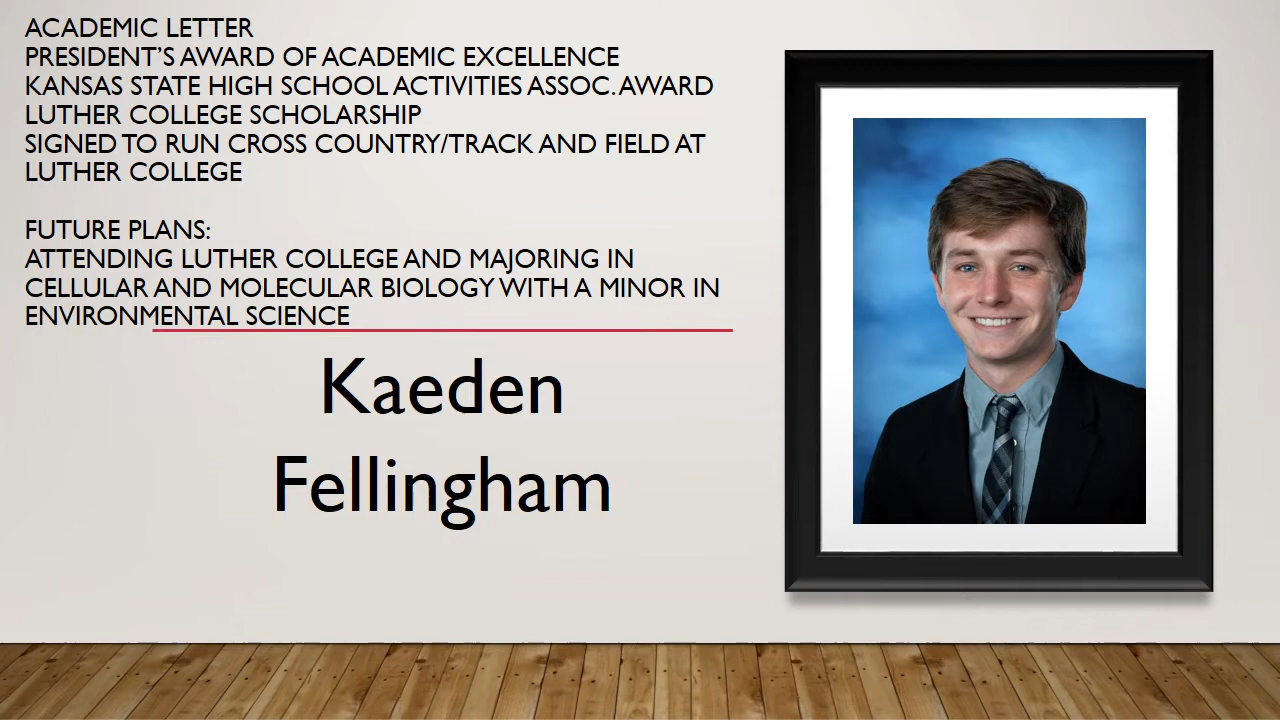 ACADEMIC LETTER
PRESIDENT'S AWARD OF ACADEMIC EXCELLENCE
KANSAS STATE HIGH SCHOOL ACTIVITIES ASSOC. AWARD
LUTHER COLLEGE SCHOLARSHIP
SIGNED TO RUN CROSS COUNTRY/TRACK AND FIELD AT
LUTHER COLLEGE
FUTURE PLANS:
ATTENDING LUTHER COLLEGE AND MAJORING IN
CELLULAR AND MOLECULAR BIOLOGY WITH A MINOR IN
ENVIRONMENTAL SCIENCE
Kaeden
Fellingham